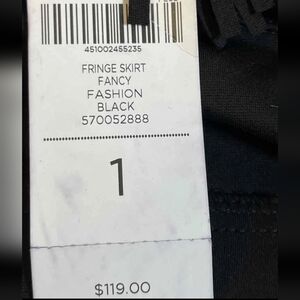 451002455235
FRINGE SKIRT
FANCY
FASHION
BLACK
570052888
1
$119.00